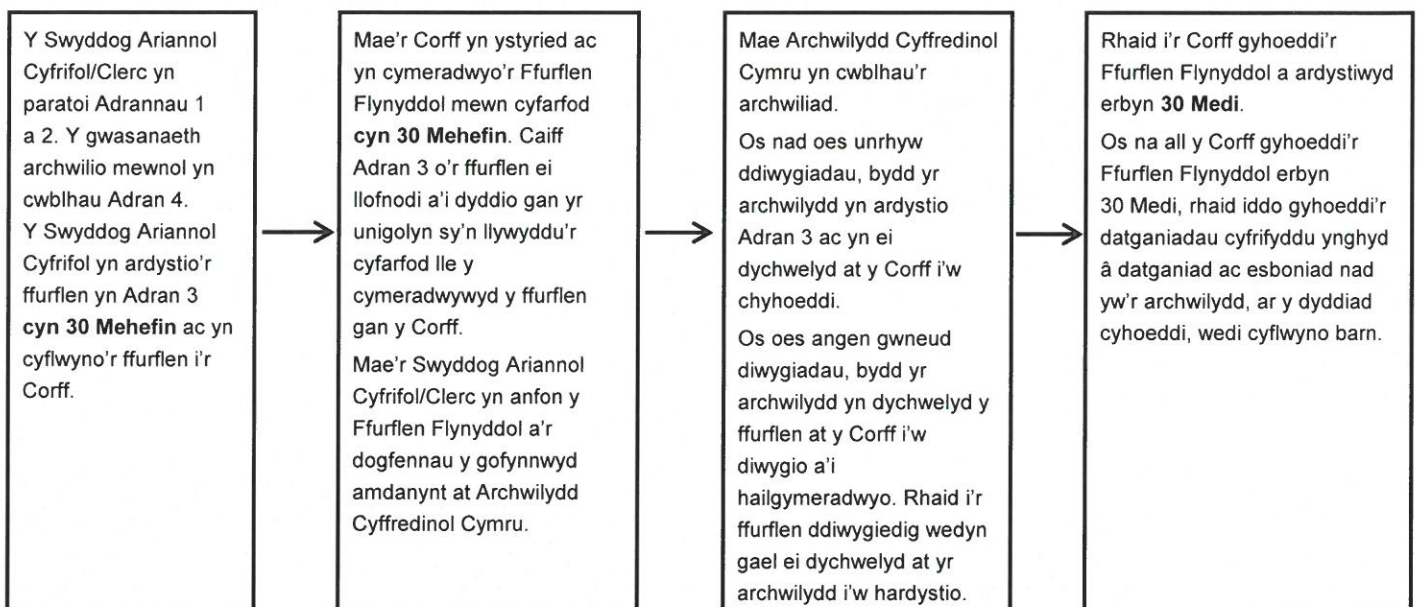 Y Swyddog Ariannol
Cyfrifol/Clerc yn
paratoi Adrannau 1
a 2. Y gwasanaeth
archwilio mewnol yn
cwblhau Adran 4.
Y Swyddog Ariannol
Cyfrifol yn ardystio'r
ffurflen yn Adran 3
cyn 30 Mehefin ac yn
cyflwyno'r ffurflen i'r
Corff.
Mae'r Corff yn ystyried ac
yn cymeradwyo'r Ffurflen
Flynyddol mewn cyfarfod
cyn 30 Mehefin. Caiff
Adran 3 o'r ffurflen ei
llofnodi a'i dyddio gan yr
unigolyn sy'n llywyddu'r
cyfarfod lle y
cymeradwywyd y ffurflen
gan y Corff.
Mae'r Swyddog Ariannol
Cyfrifol/Clerc yn anfon y
Ffurflen Flynyddol a'r
dogfennau y gofynnwyd
amdanynt at Archwilydd
Cyffredinol Cymru.
Mae Archwilydd Cyffredinol
Cymru yn cwblhau'r
archwiliad.
Os nad oes unrhyw
ddiwygiadau, bydd yr
archwilydd yn ardystio
Adran 3 ac yn ei
dychwelyd at y Corff i'w
chyhoeddi.
Os oes angen gwneud
diwygiadau, bydd yr
archwilydd yn dychwelyd y
ffurflen at y Corff i'w
diwygio a'i
hailgymeradwyo. Rhaid i'r
ffurflen ddiwygiedig wedyn
gael ei dychwelyd at yr
archwilydd i'w hardystio.
Rhaid i'r Corff gyhoeddi'r
Ffurflen Flynyddol a ardystiwyd
erbyn 30 Medi.
Os na all y Corff gyhoeddi'r
Ffurflen Flynyddol erbyn
30 Medi, rhaid iddo gyhoeddi'r
datganiadau cyfrifyddu ynghyd
â datganiad ac esboniad nad
yw'r archwilydd, ar y dyddiad
cyhoeddi, wedi cyflwyno barn.